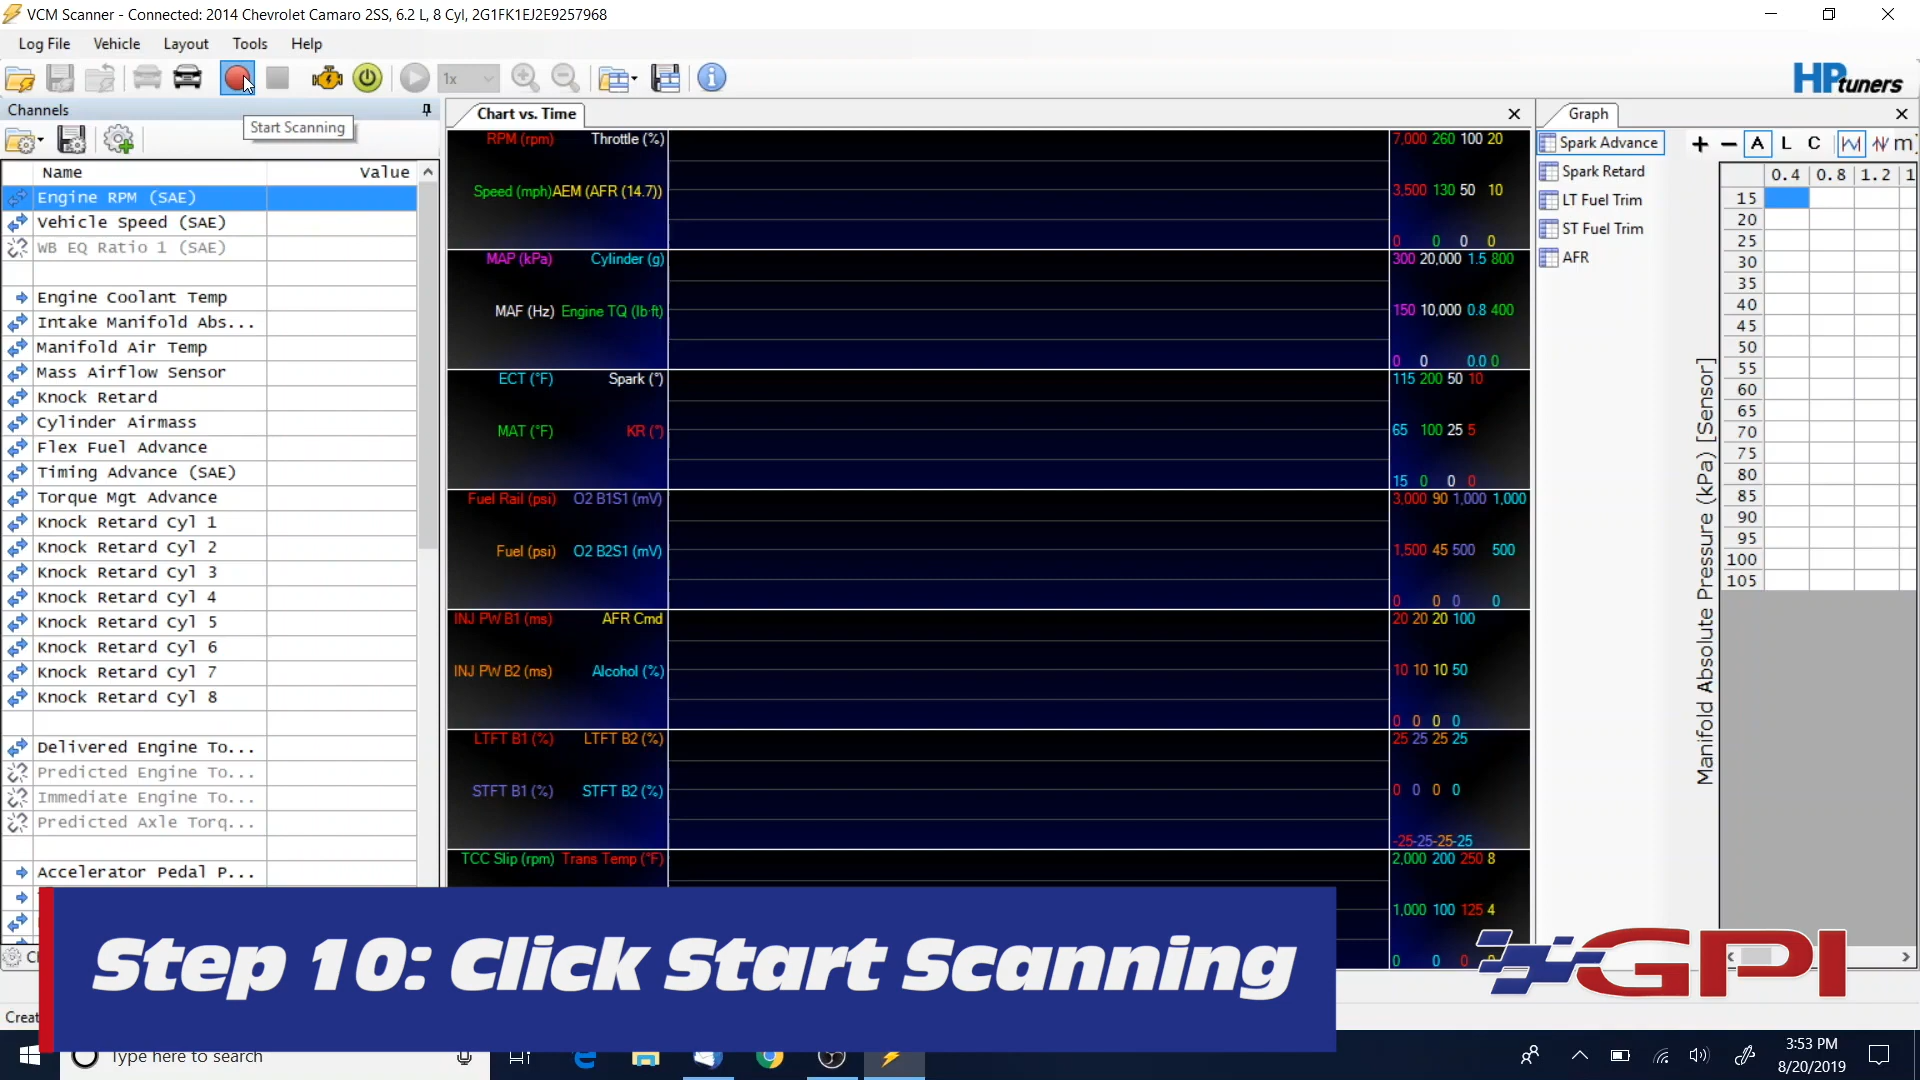 VCM Scanner - Connected: 2014 Chevrolet Camaro 2SS, 6.2 L, 8 Cyl, 2G1FK1EJ2E9257968
Log File Vehicle Layout Tools Help
1x
HPtuners
Channels
Start Scanning
Name Value
Engine RPM (SAE)
Vehicle Speed (SAE)
WB EQ Ratio 1 (SAE)
Engine Coolant Temp
Intake Manifold Abs...
Manifold Air Temp
Mass Airflow Sensor
Knock Retard
Cylinder Airmass
Flex Fuel Advance
Timing Advance (SAE)
Torque Mgt Advance
Knock Retard Cyl 1
Knock Retard Cyl 2
Knock Retard Cyl 3
Knock Retard Cyl 4
Knock Retard Cyl 5
Knock Retard Cyl 6
Knock Retard Cyl 7
Knock Retard Cyl 8
Delivered Engine To...
Predicted Engine To...
Immediate Engine To...
Predicted Axle Torq...
Accelerator Pedal P...
Chart vs. Time
RPM (rpm) Throttle (%) 7,000 260 100 20
Speed (mph) AEM (AFR (14.7)) 3,500 130 50 10
0 0 0 0
MAP (kPa) Cylinder (g) 300 20,000 1.5 800
MAF (Hz) Engine TQ (lb·ft) 150 10,000 0.8 400
0 0 0.0 0
ECT (°F) Spark (°) 115 200 50 10
MAT (°F) KR (°) 65 100 25 5
15 0 0 0
Fuel Rail (psi) O2 B1S1 (mV) 3,000 90 1,000 1,000
Fuel (psi) O2 B2S1 (mV) 1,500 45 500 500
0 0 0 0
INJ PW B1 (ms) AFR Cmd 20 20 20 100
INJ PW B2 (ms) Alcohol (%) 10 10 10 50
0 0 0 0
LTFT B1 (%) LTFT B2 (%) 25 25 25 25
STFT B1 (%) STFT B2 (%) 0 0 0 0
-25 -25 -25 -25
TCC Slip (rpm) Trans Temp (°F) 2,000 200 250 8
1,000 100 125 4
0 0 0 0
Graph
Spark Advance
Spark Retard
LT Fuel Trim
ST Fuel Trim
AFR
A L C
0.4 0.8 1.2 1
15
20
25
30
35
40
45
50
55
60
65
70
75
80
85
90
95
100
105
Manifold Absolute Pressure (kPa) [Sensor]
Step 10: Click Start Scanning
GPI
Creat
Type here to search
3:53 PM
8/20/2019